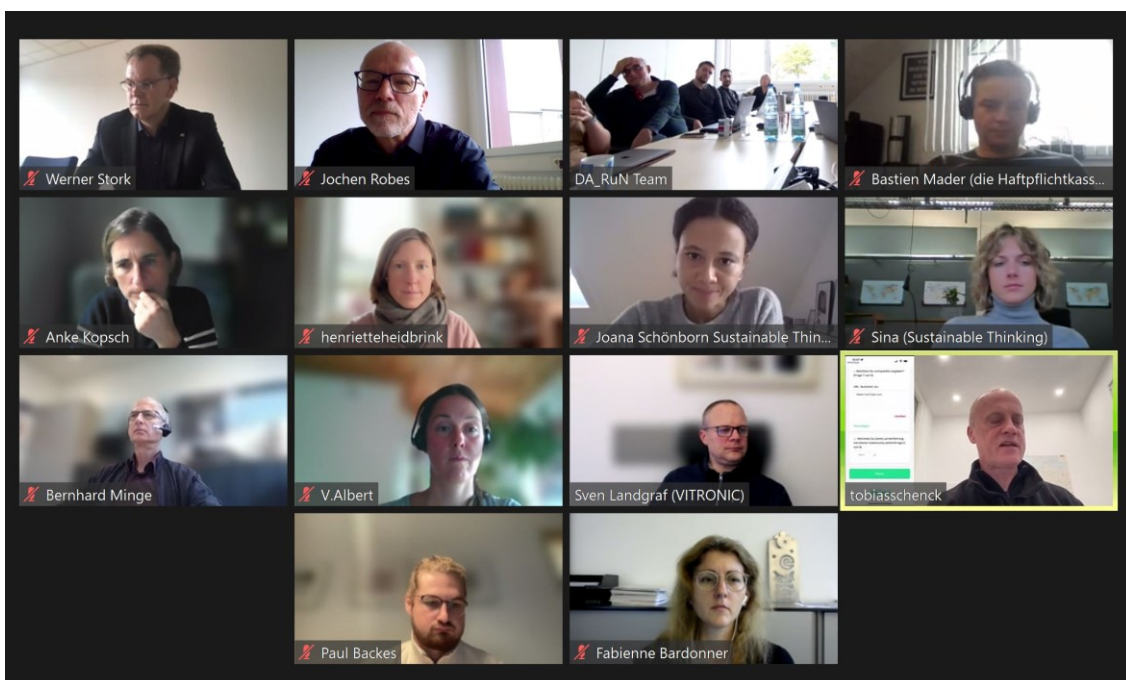 Werner Stork
Jochen Robes
DA_RuN Team
Bastien Mader (die Haftpflichtkass...
Anke Kopsch
henrietteheidbrink
Joana Schönborn Sustainable Thin...
Sina (Sustainable Thinking)
Bernhard Minge
V.Albert
Sven Landgraf (VITRONIC)
tobiasschenck
Paul Backes
Fabienne Bardonner